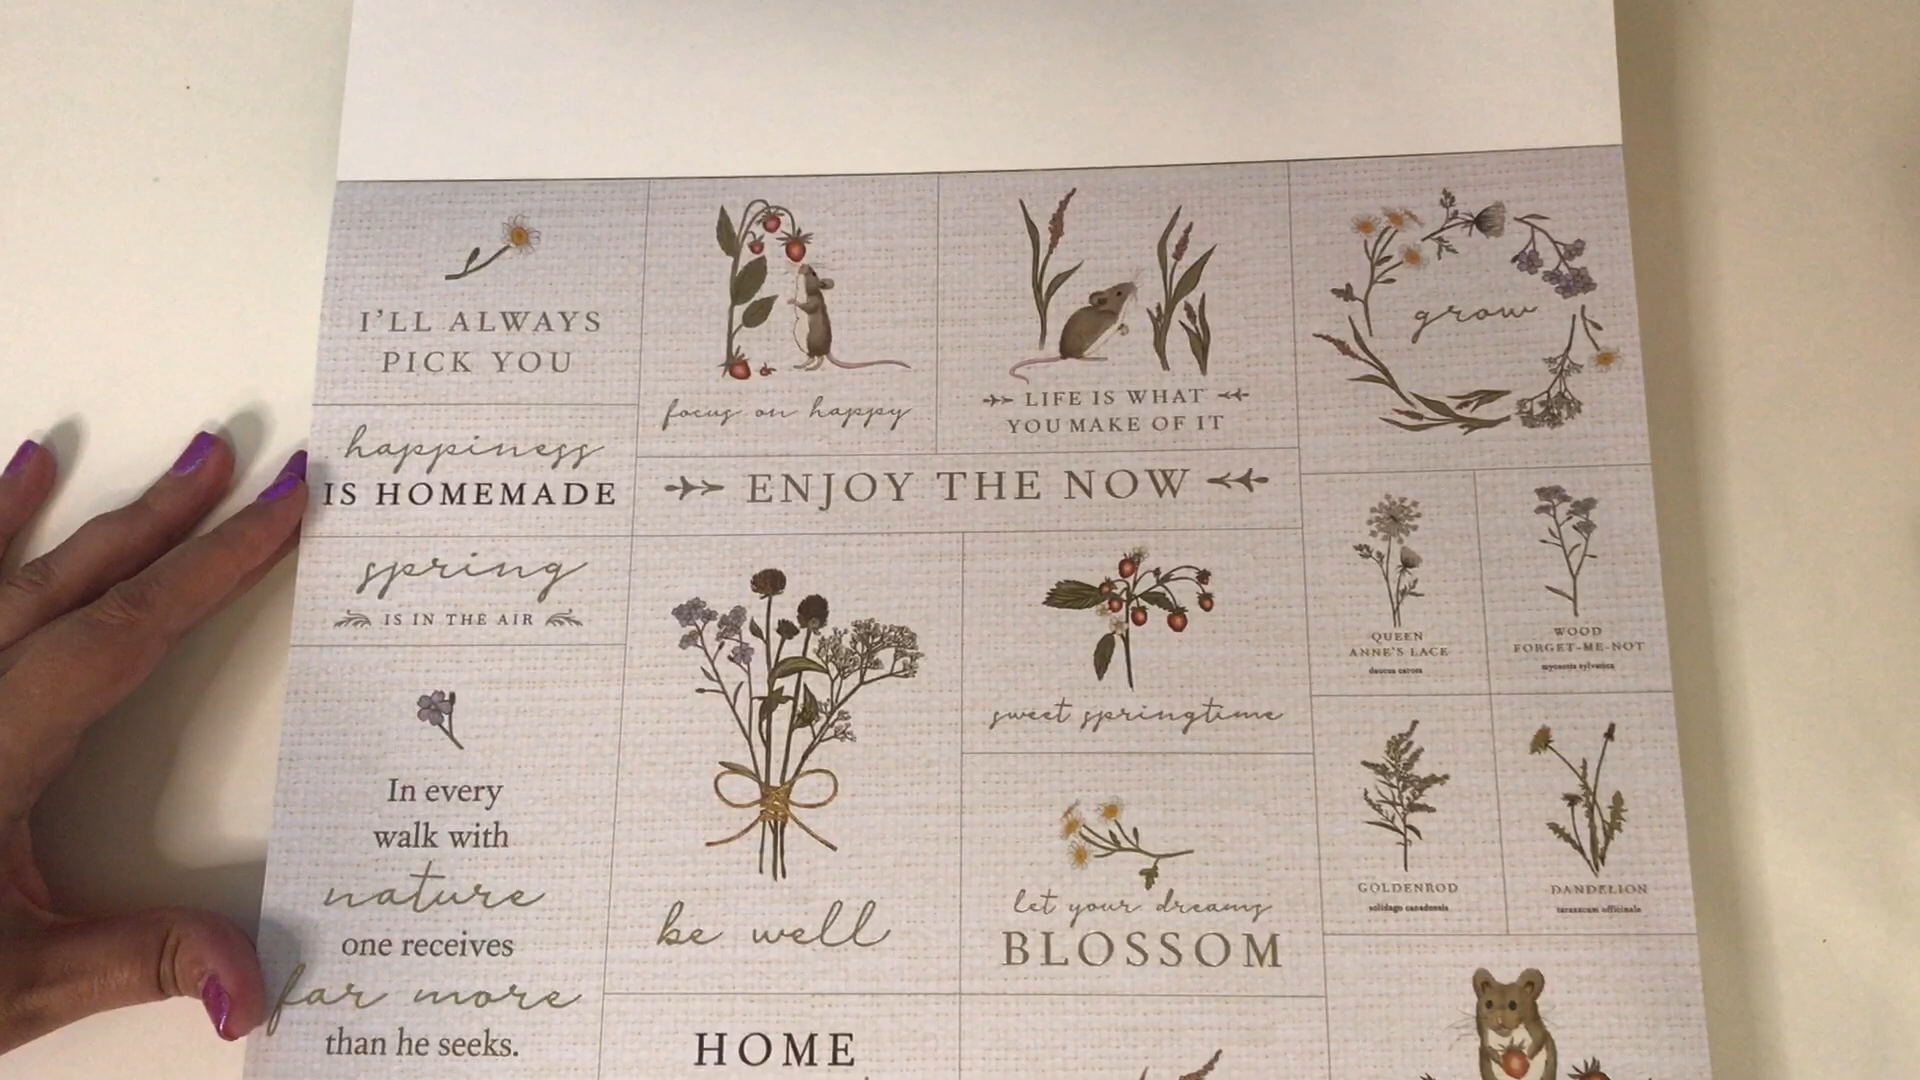 I'LL ALWAYS
PICK YOU
focus on happy
LIFE IS WHAT
YOU MAKE OF IT
grow
happiness
IS HOMEMADE
ENJOY THE NOW
spring
IS IN THE AIR
QUEEN
ANNE'S LACE
daucus carota
WOOD
FORGET-ME-NOT
myosotis sylvatica
sweet springtime
In every
walk with
nature
one receives
far more
than he seeks.
be well
let your dreams
BLOSSOM
GOLDENROD
solidago canadensis
DANDELION
taraxacum officinale
HOME